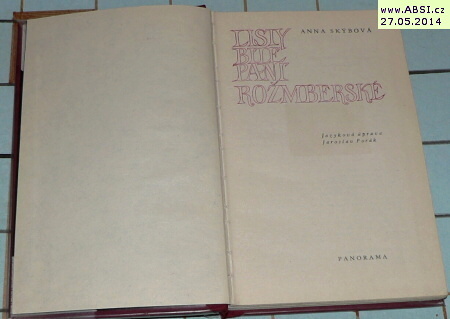 www.ABSI.cz
27.05.2014
ANNA SKÝBOVÁ
LISTY
BÍLÉ
PANÍ
ROŽMBERSKÉ
Jazyková úprava
Jaroslav Porák
PANORAMA